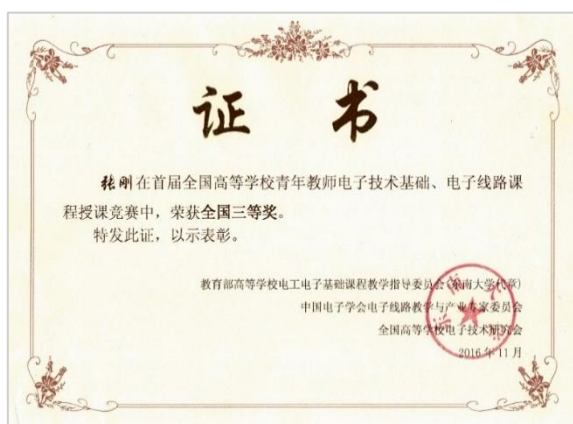 证 书
张刚在首届全国高等学校青年教师电子技术基础、电子线路课
程授课竞赛中，荣获全国三等奖。
特发此证，以示表彰。
教育部高等学校电工电子基础课程教学指导委员会(东南大学代章)
中国电子学会电子线路教学与产业专家委员会
全国高等学校电子技术研究会
2016年11月